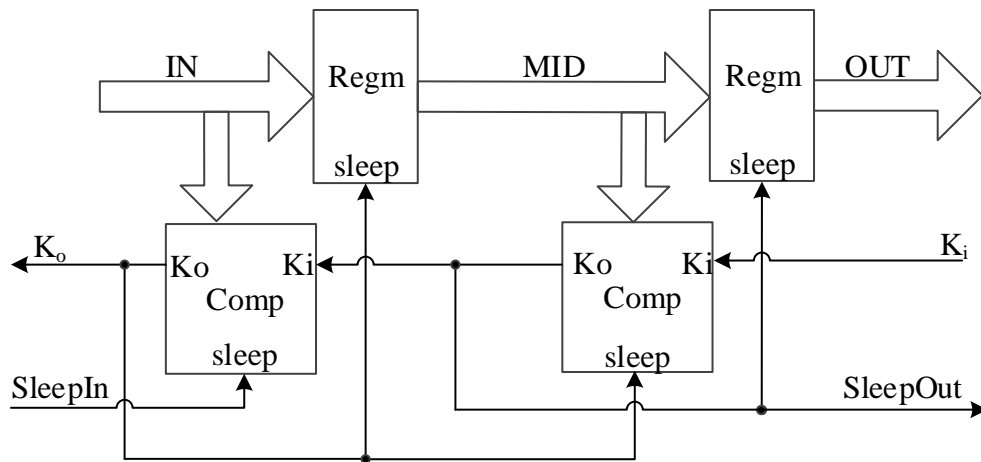 IN
Regm
MID
Regm
OUT
sleep
sleep
Kₒ
Ko
Ki
Ko
Ki
Kᵢ
Comp
Comp
sleep
sleep
SleepIn
SleepOut